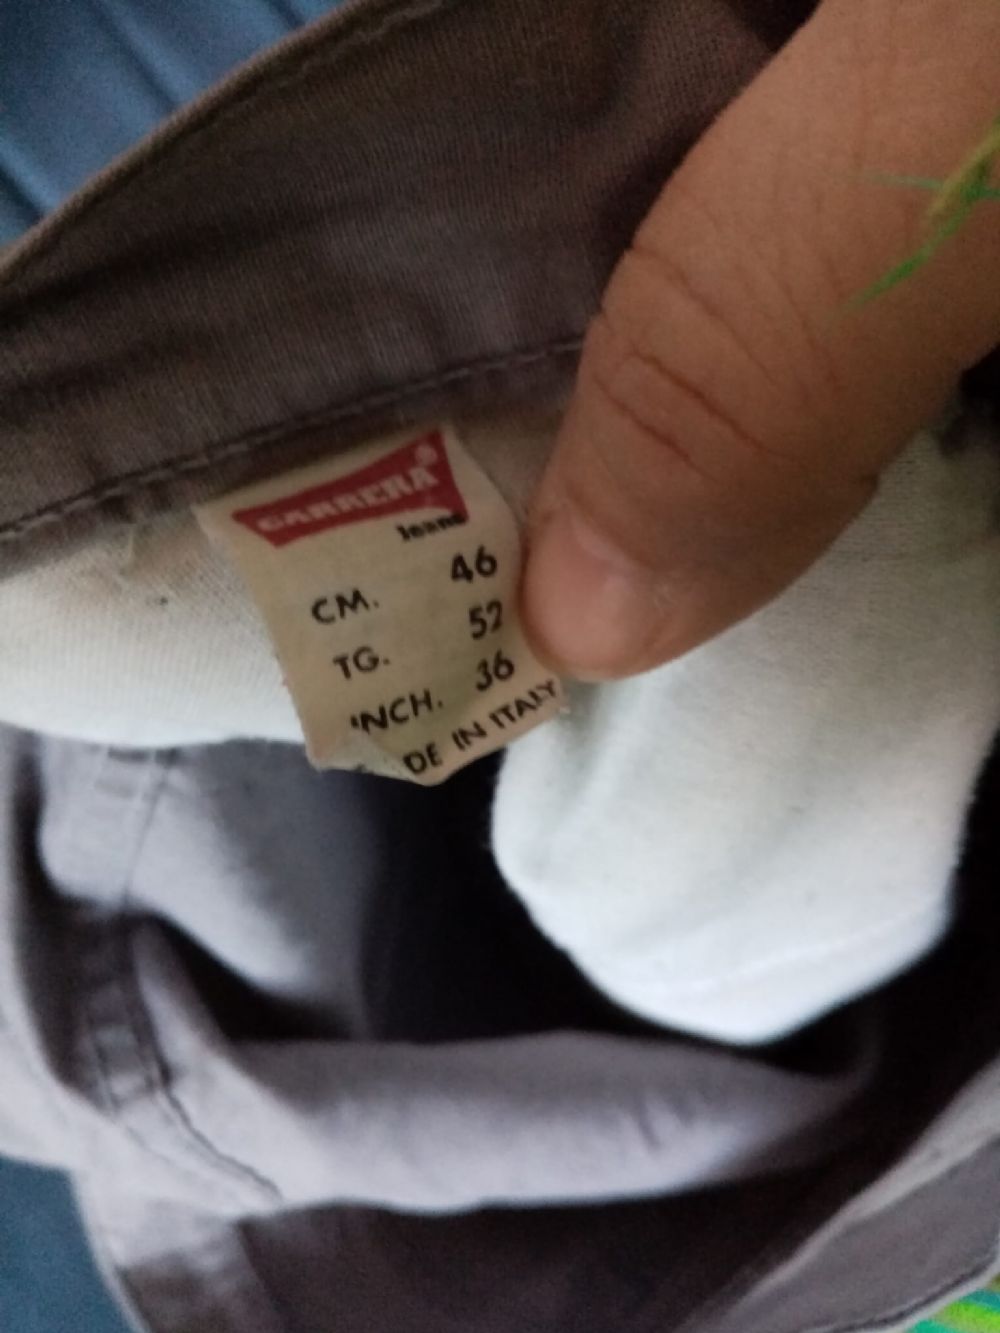 CARRERA®
Jeans
CM. 46
TG. 52
INCH. 36
DE IN ITALY